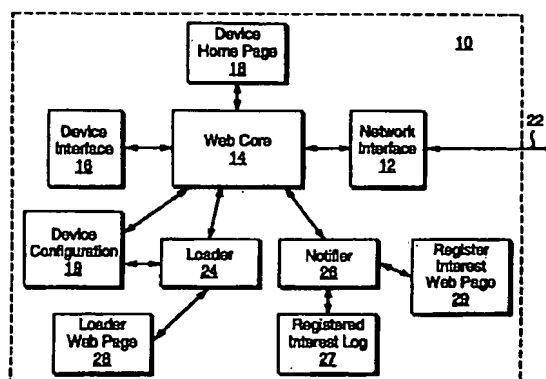 Device
Home Page
18
10
Device
Interface
16
Web Core
14
Network
Interface
12
22
Device
Configuration
19
Loader
24
Notifier
26
Register
Interest
Web Page
29
Loader
Web Page
28
Registered
Interest Log
27